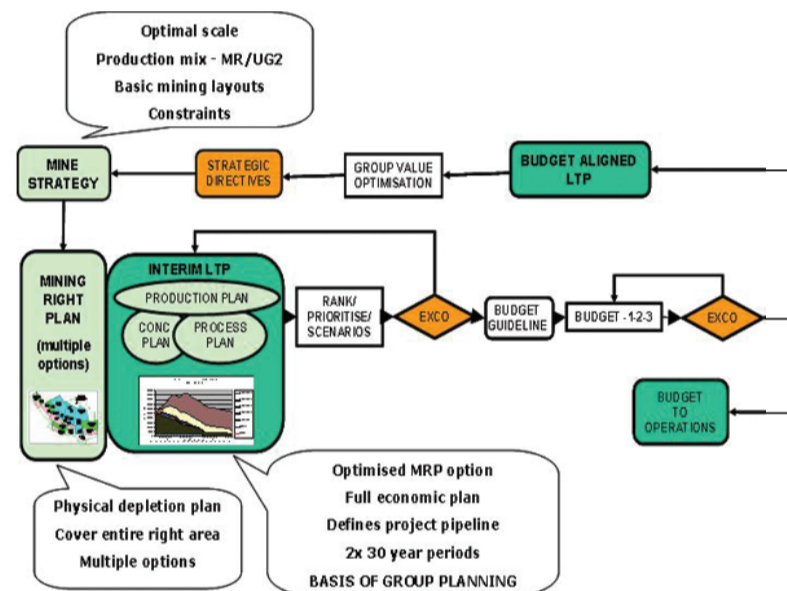 Optimal scale
Production mix - MR/UG2
Basic mining layouts
Constraints
MINE
STRATEGY
STRATEGIC
DIRECTIVES
GROUP VALUE
OPTIMISATION
BUDGET ALIGNED
LTP
MINING
RIGHT
PLAN
(multiple
options)
INTERIM LTP
PRODUCTION PLAN
CONC
PLAN
PROCESS
PLAN
RANK/
PRIORITISE/
SCENARIOS
EXCO
BUDGET
GUIDELINE
BUDGET - 1-2-3
EXCO
BUDGET
TO
OPERATIONS
Physical depletion plan
Cover entire right area
Multiple options
Optimised MRP option
Full economic plan
Defines project pipeline
2x 30 year periods
BASIS OF GROUP PLANNING